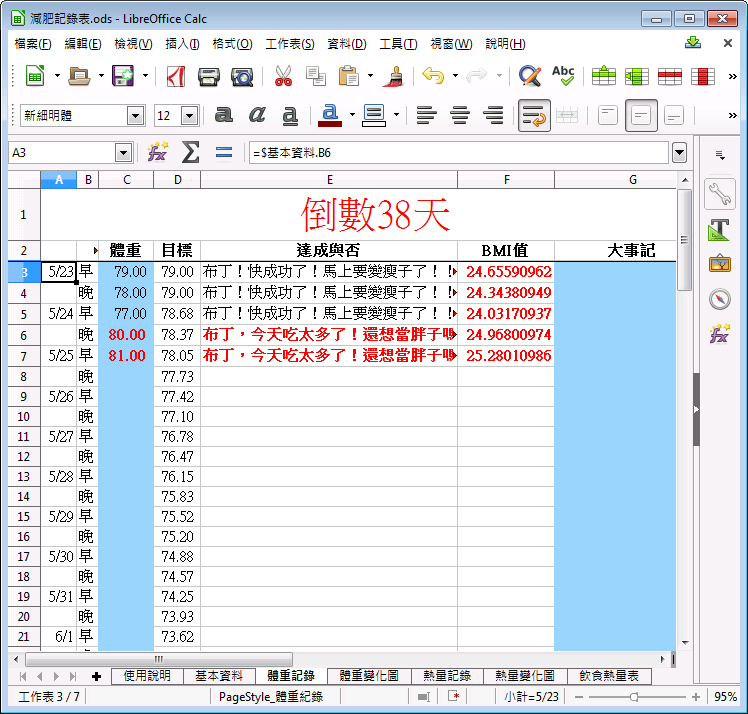 減肥記錄表.ods - LibreOffice Calc
檔案(F) 編輯(E) 檢視(V) 插入(I) 格式(O) 工作表(S) 資料(D) 工具(T) 視窗(W) 說明(H)
Abc
新細明體 12 a a a a
A3 fx Σ = =$基本資料.B6
A B C D E F G
1 倒數38天
2 體重 目標 達成與否 BMI值 大事記
3 5/23 早 79.00 79.00 布丁！快成功了！馬上要變瘦子了！！ 24.65590962
4 晚 78.00 79.00 布丁！快成功了！馬上要變瘦子了！！ 24.34380949
5 5/24 早 77.00 78.68 布丁！快成功了！馬上要變瘦子了！！ 24.03170937
6 晚 80.00 78.37 布丁，今天吃太多了！還想當胖子嗎 24.96800974
7 5/25 早 81.00 78.05 布丁，今天吃太多了！還想當胖子嗎 25.28010986
8 晚 77.73
9 5/26 早 77.42
10 晚 77.10
11 5/27 早 76.78
12 晚 76.47
13 5/28 早 76.15
14 晚 75.83
15 5/29 早 75.52
16 晚 75.20
17 5/30 早 74.88
18 晚 74.57
19 5/31 早 74.25
20 晚 73.93
21 6/1 早 73.62
使用說明 基本資料 體重記錄 體重變化圖 熱量記錄 熱量變化圖 飲食熱量表
工作表 3 / 7 PageStyle_體重紀錄 小計=5/23 95%